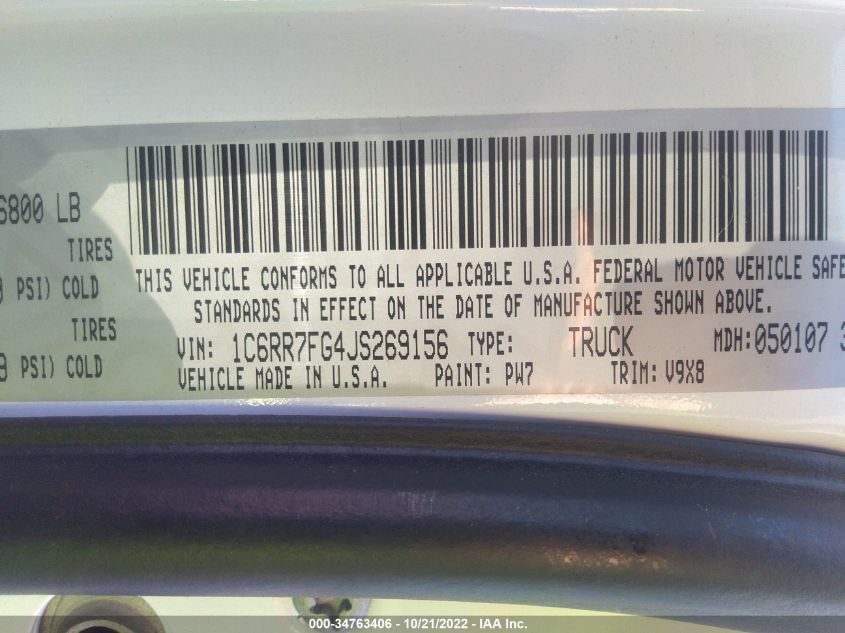 6800 LB
TIRES
PSI) COLD
TIRES
PSI) COLD
THIS VEHICLE CONFORMS TO ALL APPLICABLE U.S.A. FEDERAL MOTOR VEHICLE SAFE
STANDARDS IN EFFECT ON THE DATE OF MANUFACTURE SHOWN ABOVE.
VIN: 1C6RR7FG4JS269156 TYPE: TRUCK MDH: 050107 3
VEHICLE MADE IN U.S.A. PAINT: PW7 TRIM: V9X8
000-34763406 - 10/21/2022 - IAA Inc.